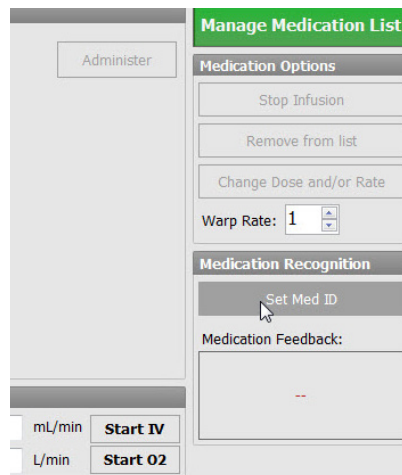 Manage Medication List
Administer
Medication Options
Stop Infusion
Remove from list
Change Dose and/or Rate
Warp Rate: 1
Medication Recognition
Set Med ID
Medication Feedback:
--
mL/min Start IV
L/min Start O2